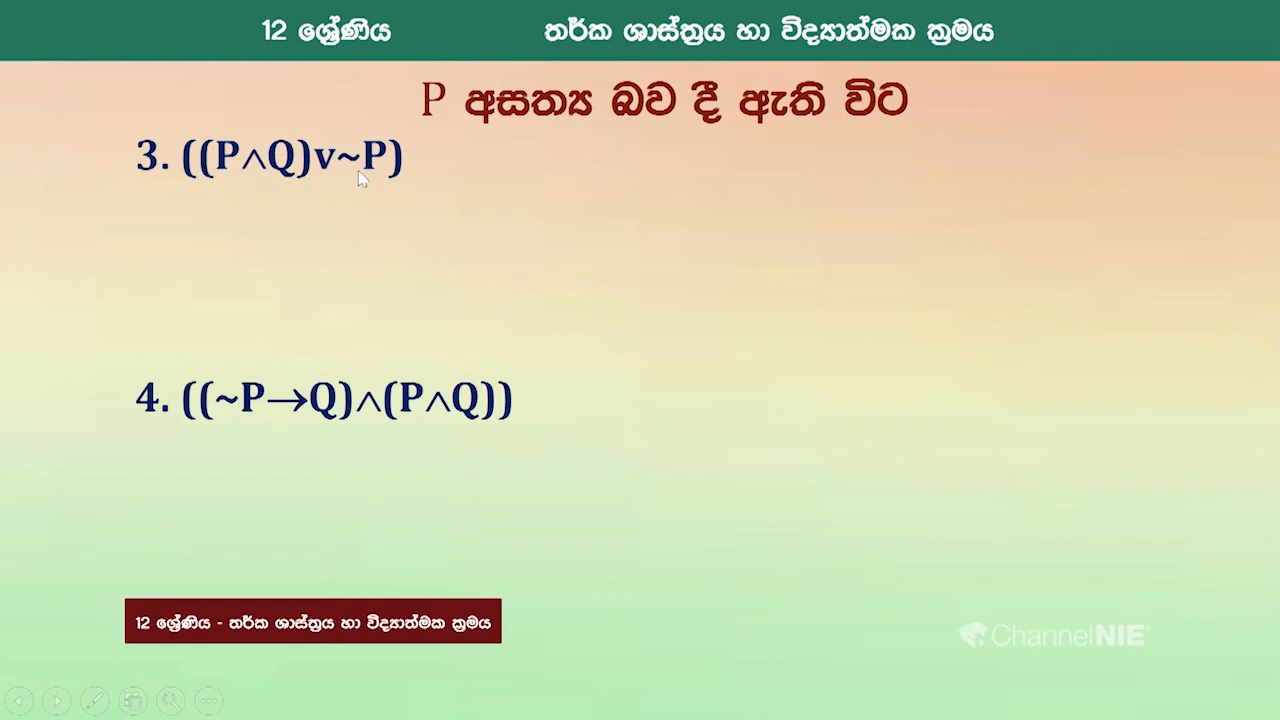 12 ශ්‍රේණිය තර්ක ශාස්ත්‍රය හා විද්‍යාත්මක ක්‍රමය
P අසත්‍ය බව දී ඇති විට
3. ((P∧Q)v~P)
4. ((~P→Q)∧(P∧Q))
12 ශ්‍රේණිය - තර්ක ශාස්ත්‍රය හා විද්‍යාත්මක ක්‍රමය
ChannelNIE